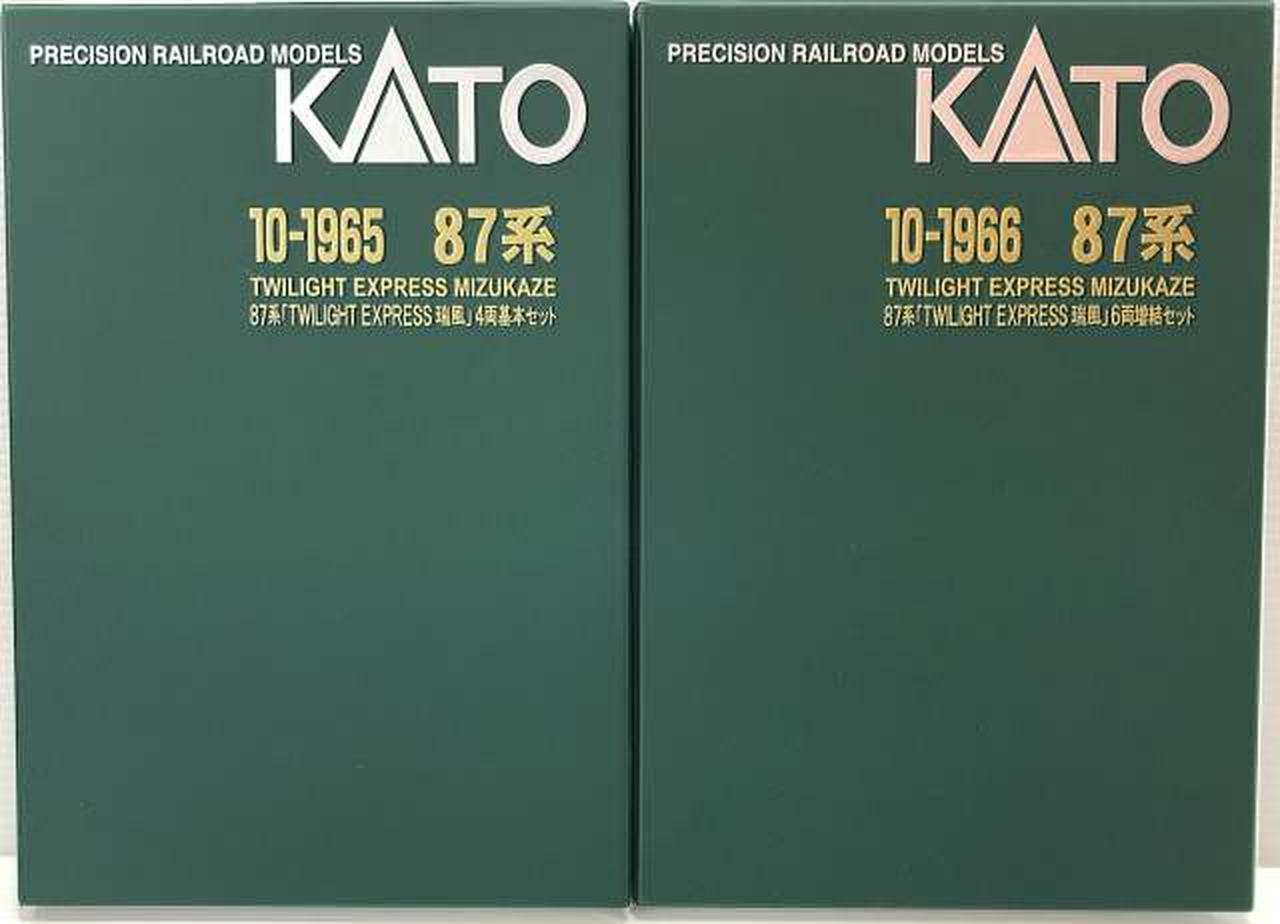 PRECISION RAILROAD MODELS
KATO
10-1965 87系
TWILIGHT EXPRESS MIZUKAZE
87系「TWILIGHT EXPRESS 瑞風」4両基本セット
PRECISION RAILROAD MODELS
KATO
10-1966 87系
TWILIGHT EXPRESS MIZUKAZE
87系「TWILIGHT EXPRESS 瑞風」6両増結セット